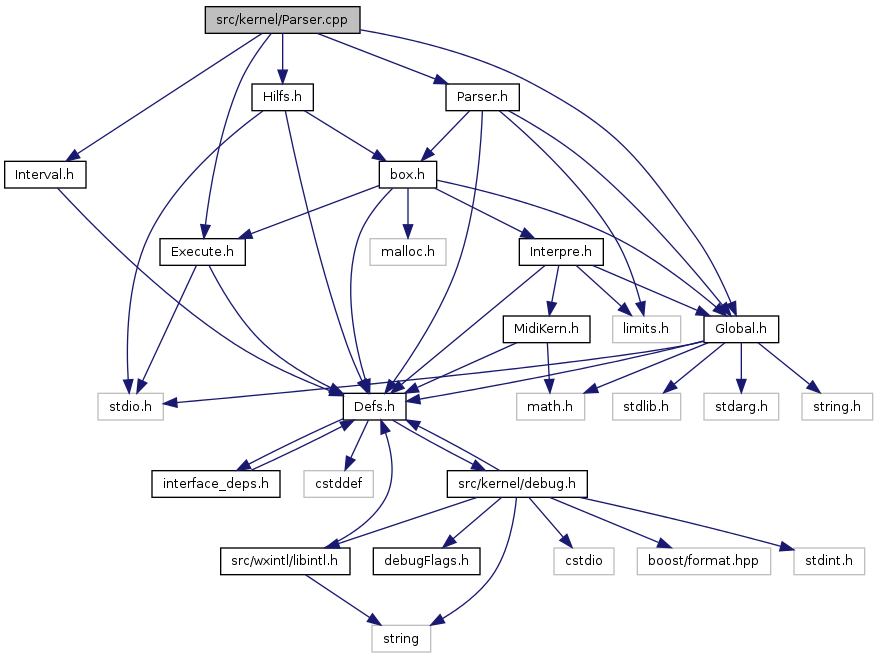 src/kernel/Parser.cpp
Hilfs.h
Parser.h
Interval.h
box.h
Execute.h
malloc.h
Interpre.h
MidiKern.h
limits.h
Global.h
stdio.h
Defs.h
math.h
stdlib.h
stdarg.h
string.h
interface_deps.h
cstddef
src/kernel/debug.h
src/wxintl/libintl.h
debugFlags.h
cstdio
boost/format.hpp
stdint.h
string